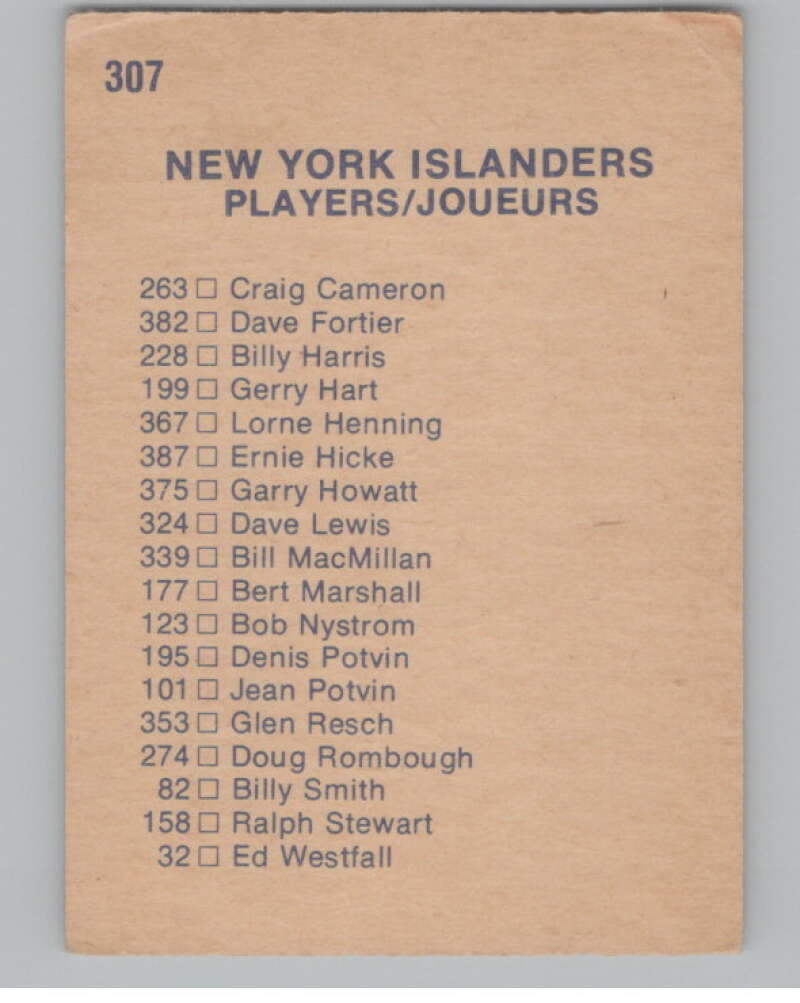 307
NEW YORK ISLANDERS
PLAYERS/JOUEURS
263 □ Craig Cameron
382 □ Dave Fortier
228 □ Billy Harris
199 □ Gerry Hart
367 □ Lorne Henning
387 □ Ernie Hicke
375 □ Garry Howatt
324 □ Dave Lewis
339 □ Bill MacMillan
177 □ Bert Marshall
123 □ Bob Nystrom
195 □ Denis Potvin
101 □ Jean Potvin
353 □ Glen Resch
274 □ Doug Rombough
82 □ Billy Smith
158 □ Ralph Stewart
32 □ Ed Westfall